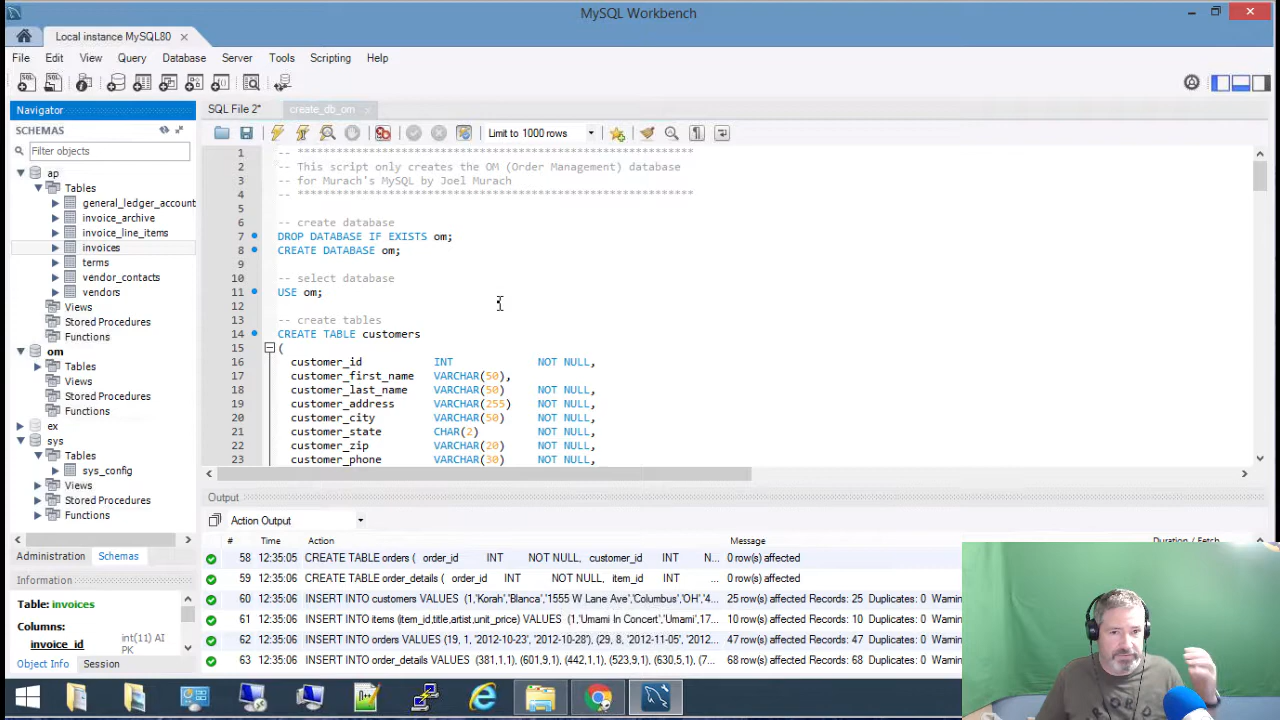 MySQL Workbench
Local instance MySQL80
File Edit View Query Database Server Tools Scripting Help
Navigator
SCHEMAS
Filter objects
ap
Tables
general_ledger_account
invoice_archive
invoice_line_items
invoices
terms
vendor_contacts
vendors
Views
Stored Procedures
Functions
om
Tables
Views
Stored Procedures
Functions
ex
sys
Tables
sys_config
Views
Stored Procedures
Functions
Administration Schemas
Information
Table: invoices
Columns:
invoice_id int(11) AI
PK
Object Info Session
SQL File 2* create_db_om
Limit to 1000 rows
1 -- *************************************************************
2 -- This script only creates the OM (Order Management) database
3 -- for Murach's MySQL by Joel Murach
4 -- *************************************************************
5
6 -- create database
7 DROP DATABASE IF EXISTS om;
8 CREATE DATABASE om;
9
10 -- select database
11 USE om;
12
13 -- create tables
14 CREATE TABLE customers
15 (
16 customer_id INT NOT NULL,
17 customer_first_name VARCHAR(50),
18 customer_last_name VARCHAR(50) NOT NULL,
19 customer_address VARCHAR(255) NOT NULL,
20 customer_city VARCHAR(50) NOT NULL,
21 customer_state CHAR(2) NOT NULL,
22 customer_zip VARCHAR(20) NOT NULL,
23 customer_phone VARCHAR(30) NOT NULL,
Output
Action Output
# Time Action Message Duration / Fetch
58 12:35:05 CREATE TABLE orders ( order_id INT NOT NULL, customer_id INT N... 0 row(s) affected
59 12:35:05 CREATE TABLE order_details ( order_id INT NOT NULL, item_id INT ... 0 row(s) affected
60 12:35:06 INSERT INTO customers VALUES (1,'Korah','Blanca','1555 W Lane Ave','Columbus','OH','4... 25 row(s) affected Records: 25 Duplicates: 0 Warnin
61 12:35:06 INSERT INTO items (item_id,title,artist,unit_price) VALUES (1,'Umami In Concert','Umami',17... 10 row(s) affected Records: 10 Duplicates: 0 Warnin
62 12:35:06 INSERT INTO orders VALUES (19, 1, '2012-10-23', '2012-10-28'), (29, 8, '2012-11-05', '2012... 47 row(s) affected Records: 47 Duplicates: 0 Warnin
63 12:35:06 INSERT INTO order_details VALUES (381,1,1), (601,9,1), (442,1,1), (523,9,1), (630,5,1), (7... 68 row(s) affected Records: 68 Duplicates: 0 Warnin